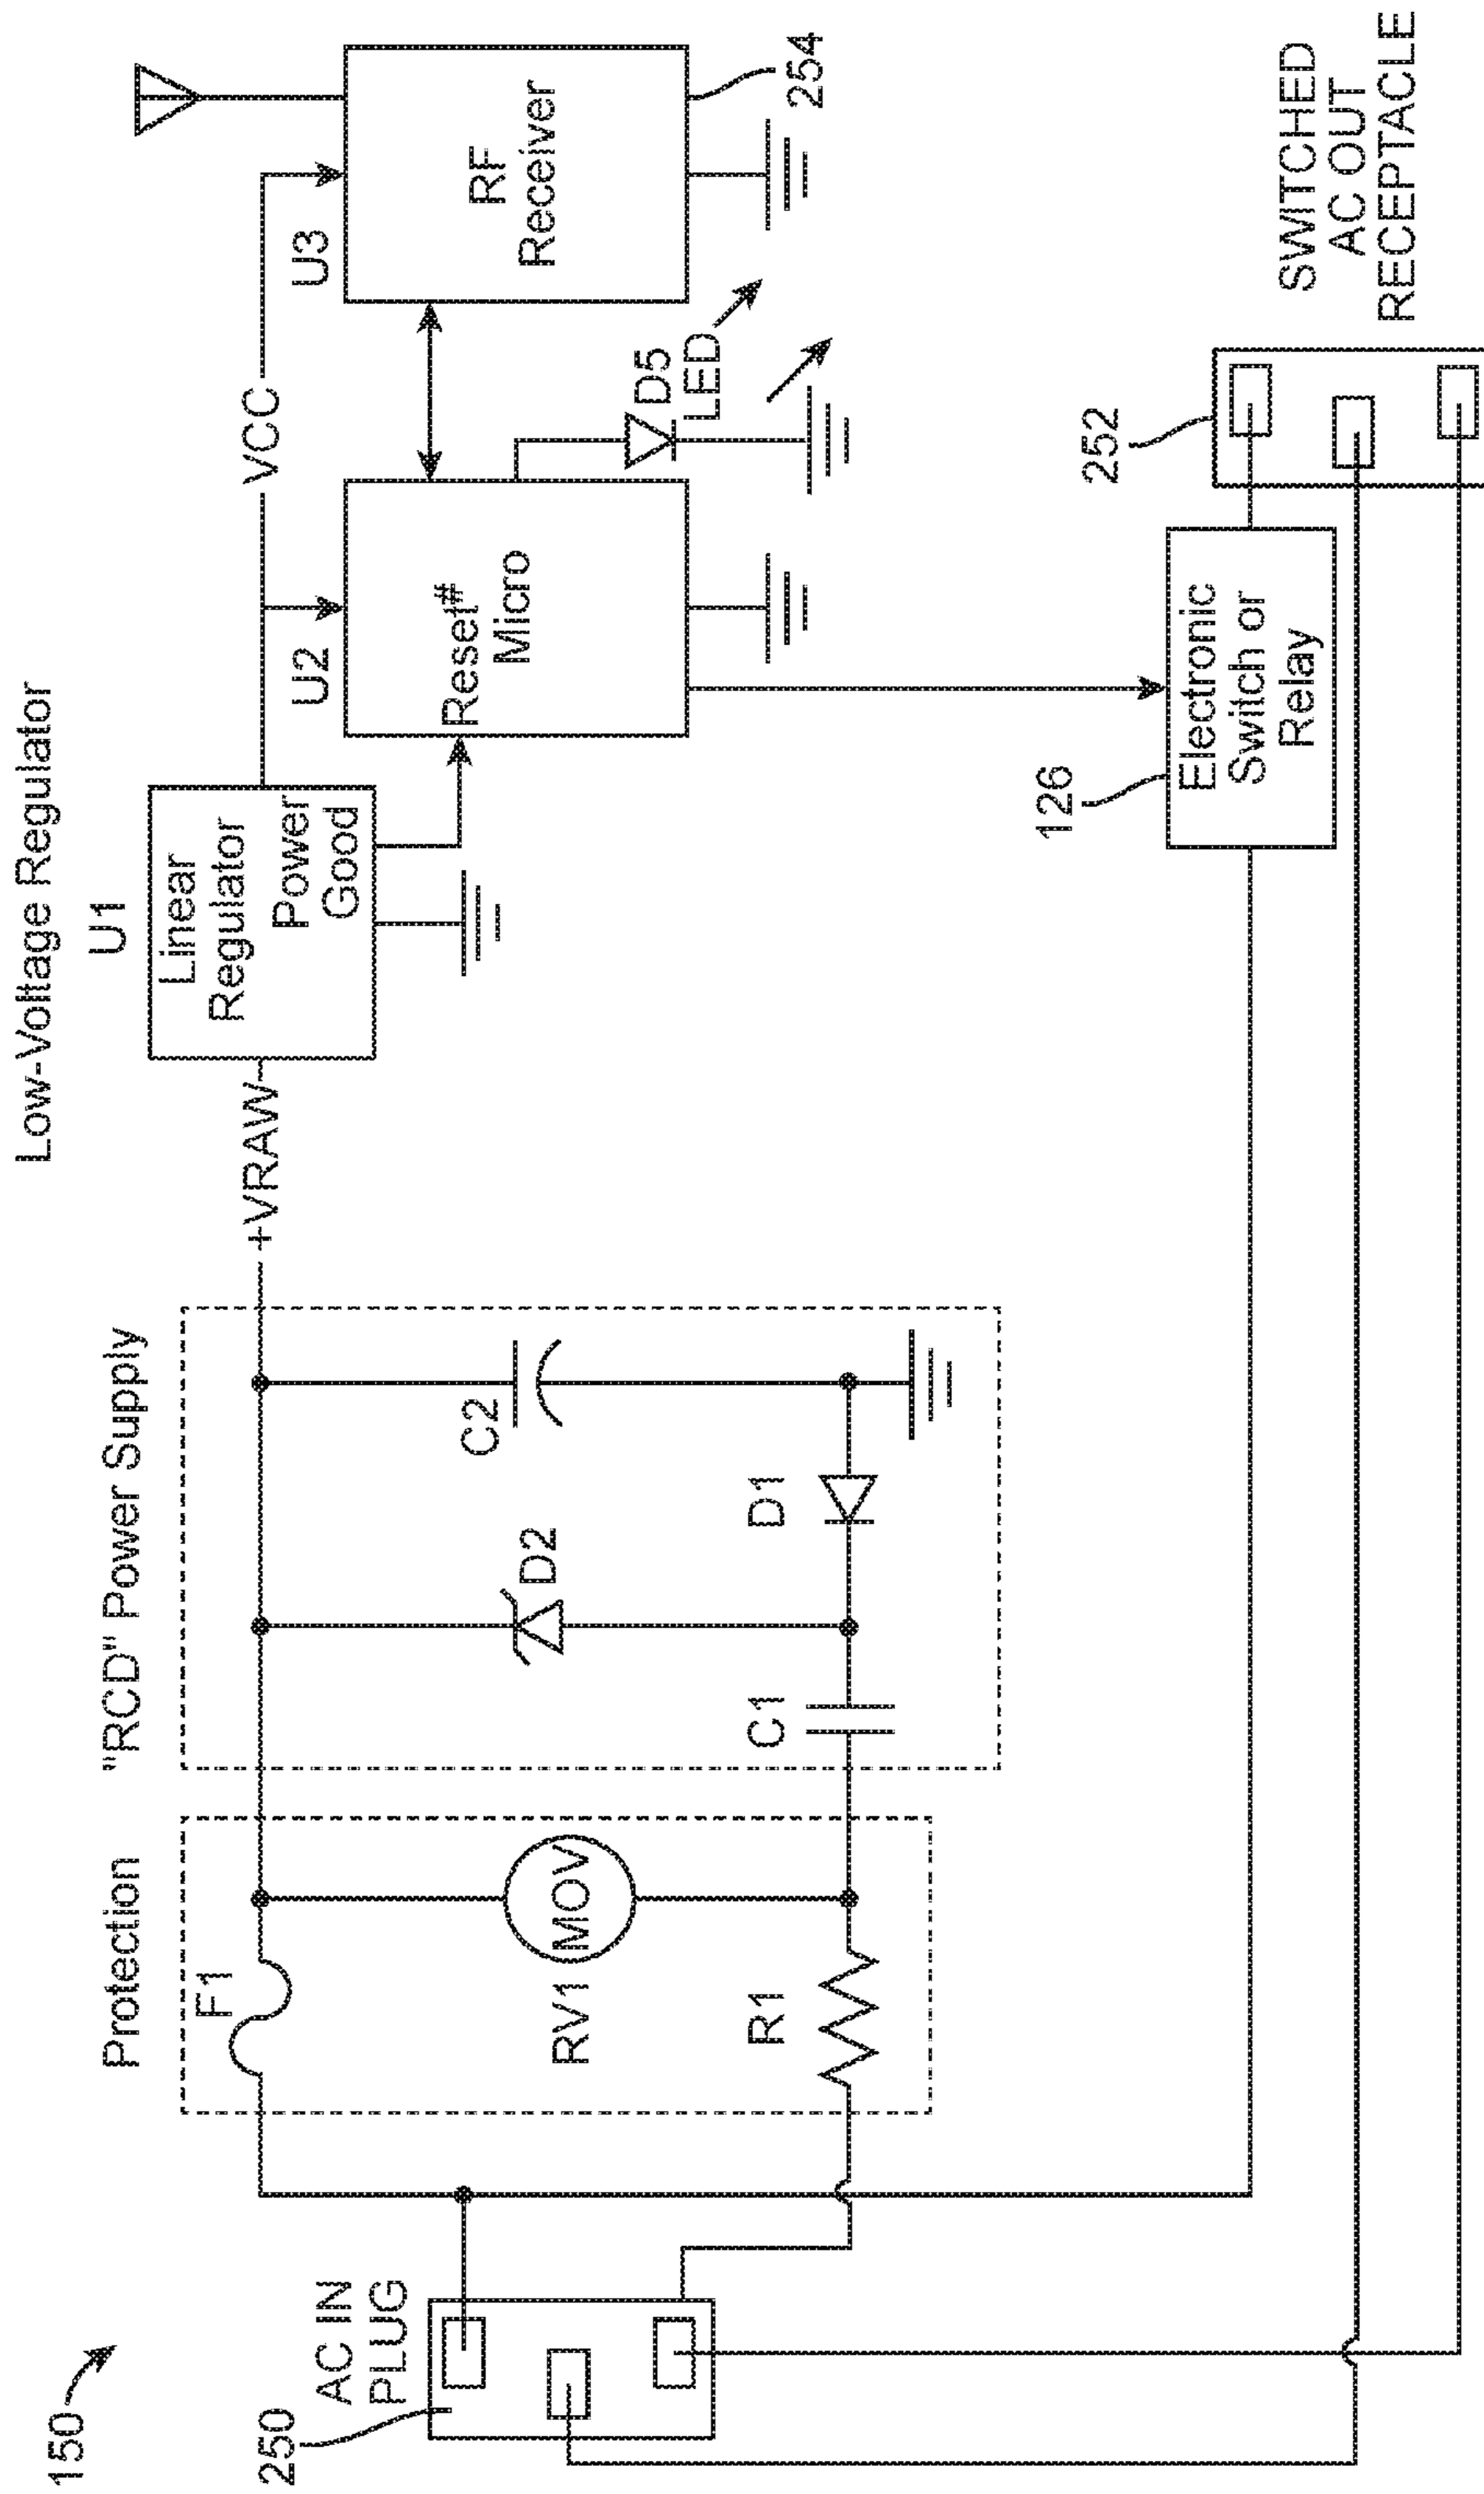 150
250
AC IN
PLUG
Protection
F1
RV1
MOV
R1
"RCD" Power Supply
C1
D2
D1
C2
+VRAW
Low-Voltage Regulator
U1
Linear
Regulator
Power
Good
VCC
U2
Reset#
Micro
U3
RF
Receiver
254
D5
LED
126
Electronic
Switch or
Relay
252
SWITCHED
AC OUT
RECEPTACLE